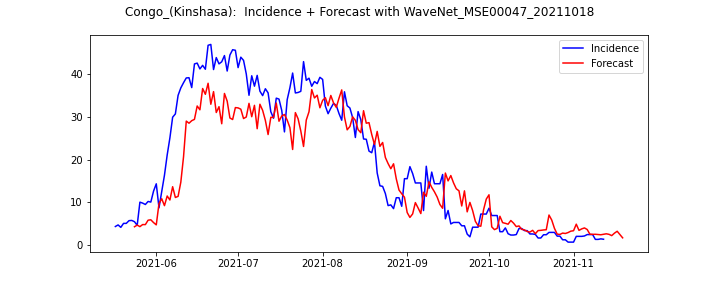 Congo_(Kinshasa):  Incidence + Forecast with WaveNet_MSE00047_20211018
Incidence
Forecast
40
30
20
10
0
2021-06 2021-07 2021-08 2021-09 2021-10 2021-11